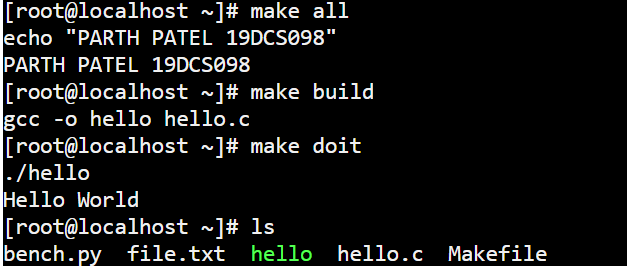 [root@localhost ~]# make all
echo "PARTH PATEL 19DCS098"
PARTH PATEL 19DCS098
[root@localhost ~]# make build
gcc -o hello hello.c
[root@localhost ~]# make doit
./hello
Hello World
[root@localhost ~]# ls
bench.py  file.txt  hello  hello.c  Makefile